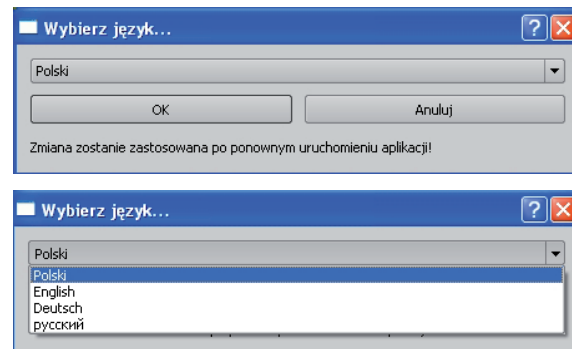 Wybierz język...
Polski
OK Anuluj
Zmiana zostanie zastosowana po ponownym uruchomieniu aplikacji!
Wybierz język...
Polski
Polski
English
Deutsch
русский